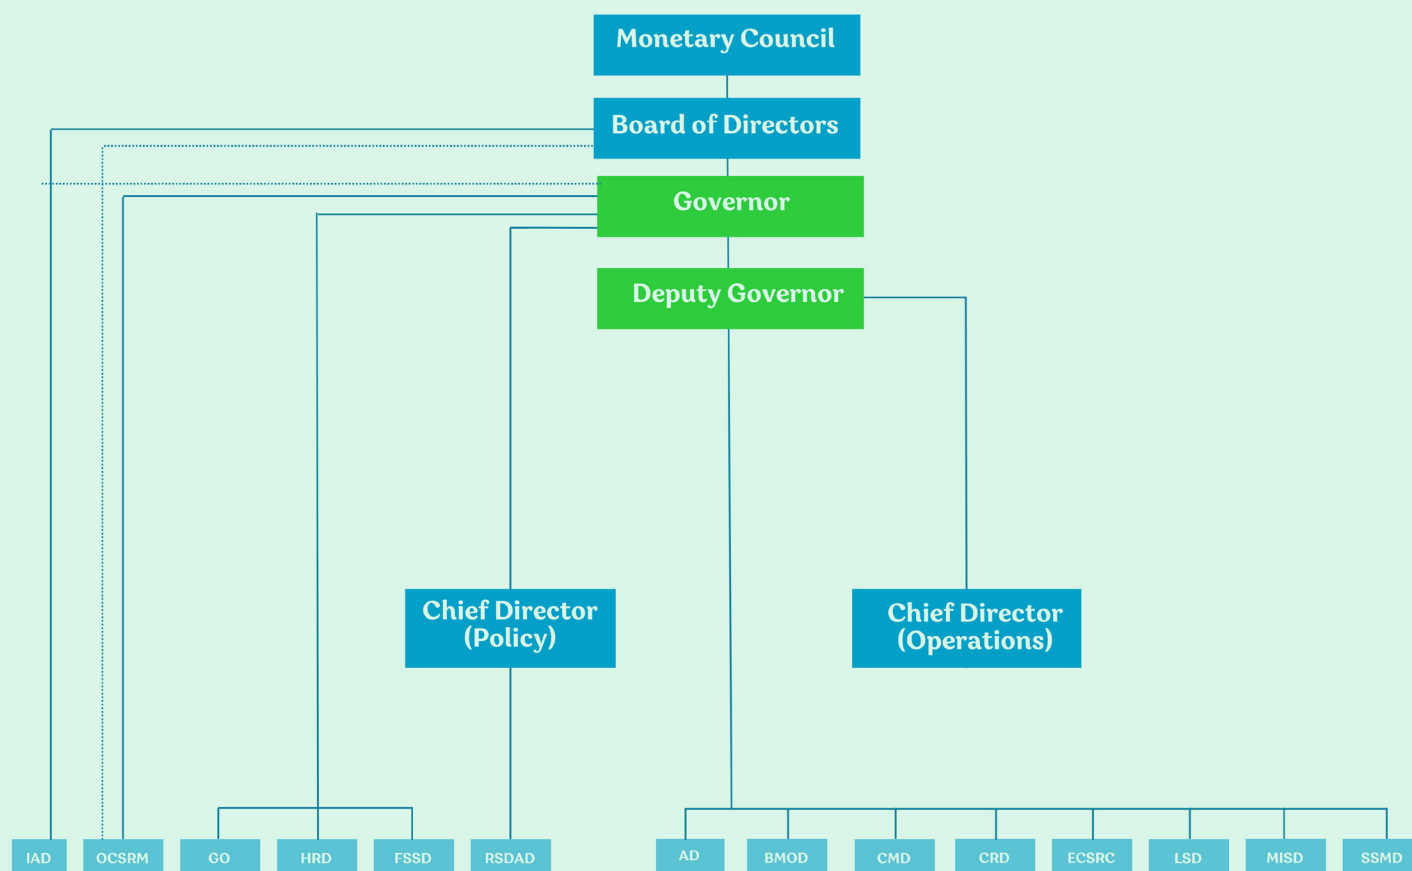 Monetary Council
Board of Directors
Governor
Deputy Governor
Chief Director
(Policy)
Chief Director
(Operations)
IAD
OCSRM
GO
HRD
FSSD
RSDAD
AD
BMOD
CMD
CRD
ECSRC
LSD
MISD
SSMD